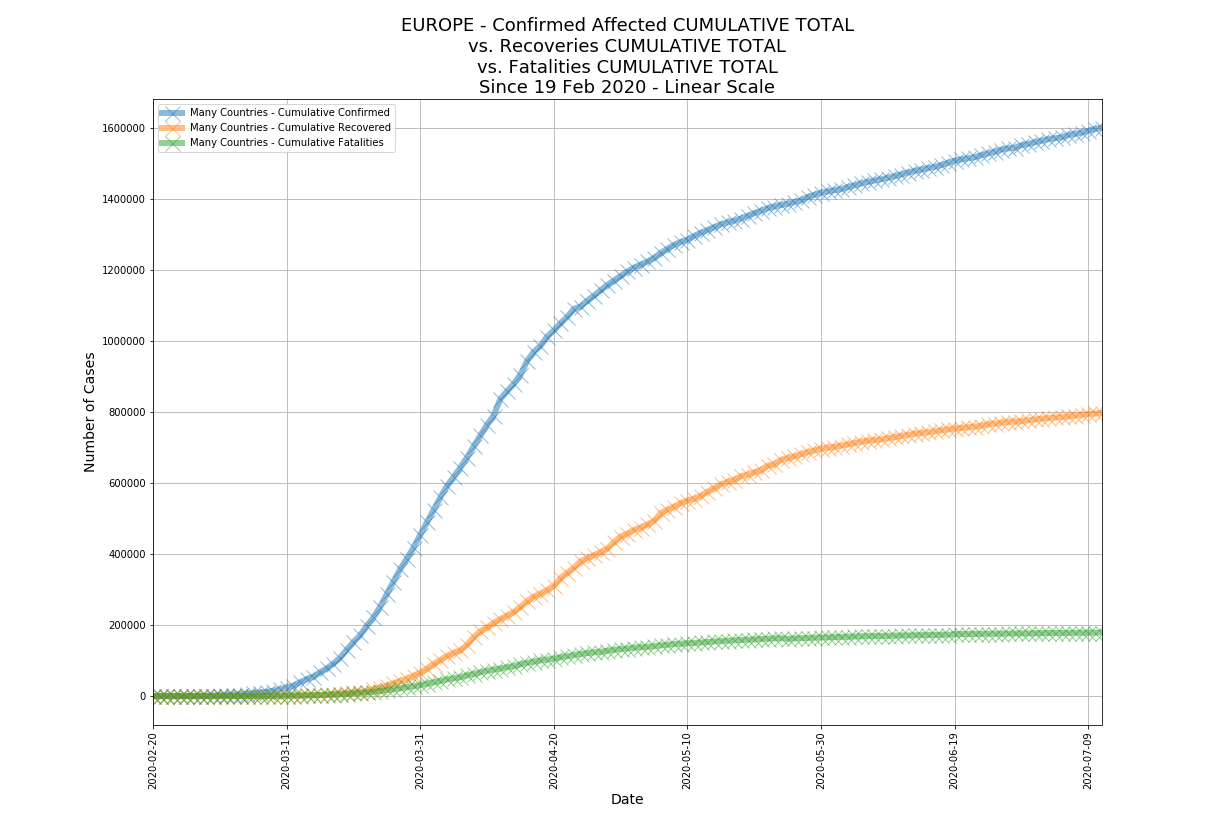 EUROPE - Confirmed Affected CUMULATIVE TOTAL
vs. Recoveries CUMULATIVE TOTAL
vs. Fatalities CUMULATIVE TOTAL
Since 19 Feb 2020 - Linear Scale
Many Countries - Cumulative Confirmed
Many Countries - Cumulative Recovered
Many Countries - Cumulative Fatalities
Number of Cases
1600000
1400000
1200000
1000000
800000
600000
400000
200000
0
2020-02-20
2020-03-11
2020-03-31
2020-04-20
2020-05-10
2020-05-30
2020-06-19
2020-07-09
Date